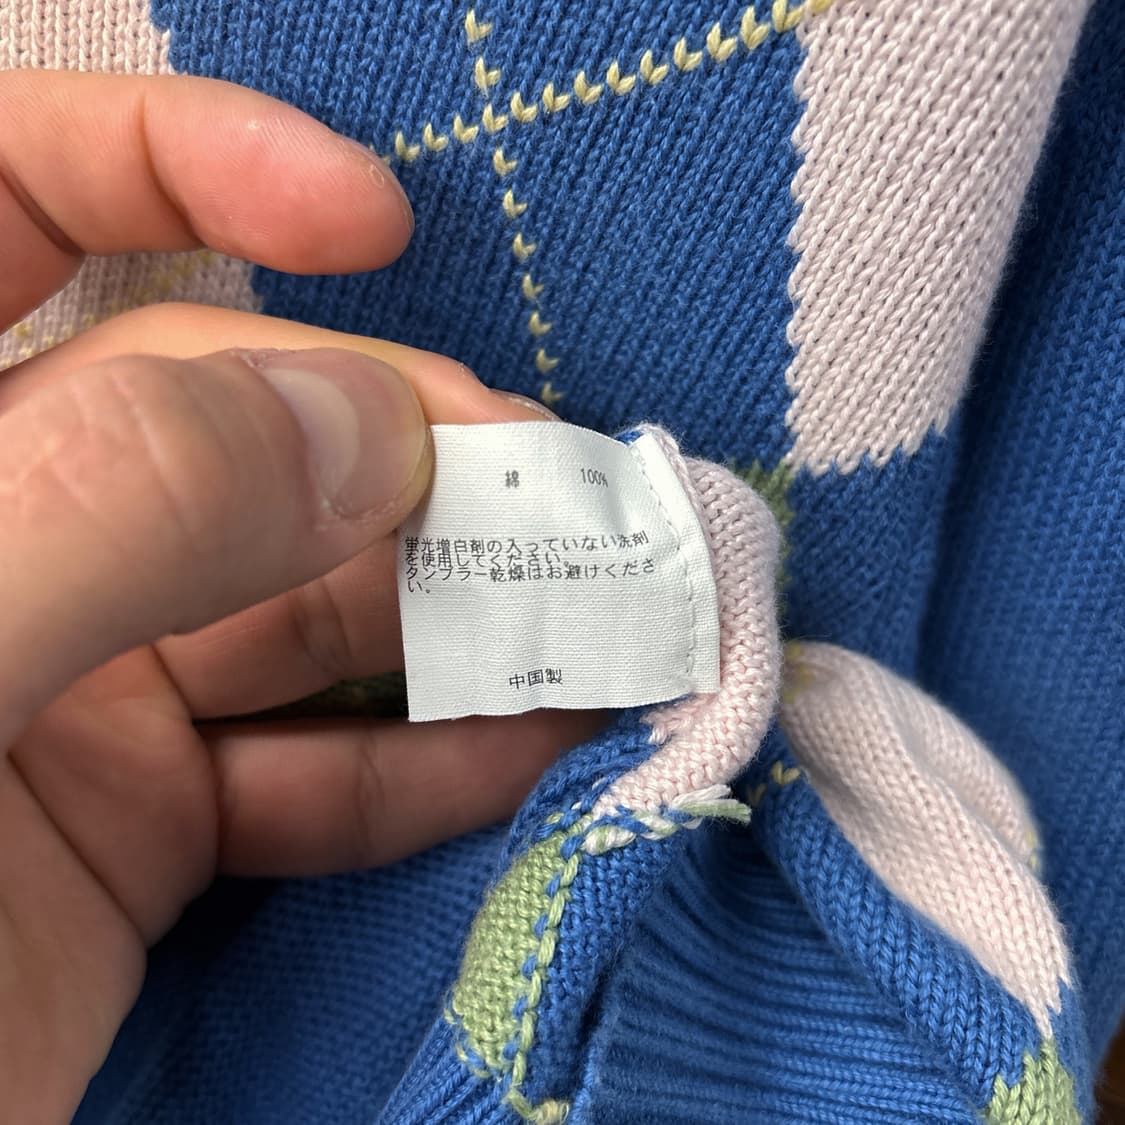 綿 100%
蛍光増白剤の入っていない洗剤
を使用してください。
タンブラー乾燥はお避けくださ
い。
中国製